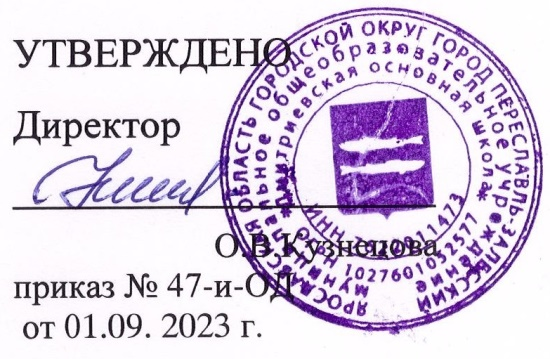 УТВЕРЖДЕНО
Директор
О.В Кузнецова
приказ № 47-и-ОД
от 01.09. 2023 г.
ЯРОСЛАВСКАЯ ОБЛАСТЬ ГОРОДСКОЙ ОКРУГ ГОРОД ПЕРЕСЛАВЛЬ-ЗАЛЕССКИЙ
муниципальное общеобразовательное учреждение
Дмитриевская основная школа
ИНН